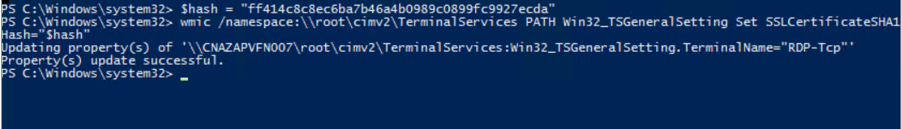 PS C:\Windows\system32> $hash = "ff414c8c8ec6ba7b46a4b0989c0899fc9927ecda"
PS C:\Windows\system32> wmic /namespace:\\root\cimv2\TerminalServices PATH Win32_TSGeneralSetting Set SSLCertificateSHA1
Hash="$hash"
Updating property(s) of '\\CNAZAPVFN007\root\cimv2\TerminalServices:Win32_TSGeneralSetting.TerminalName="RDP-Tcp"'
Property(s) update successful.
PS C:\Windows\system32>